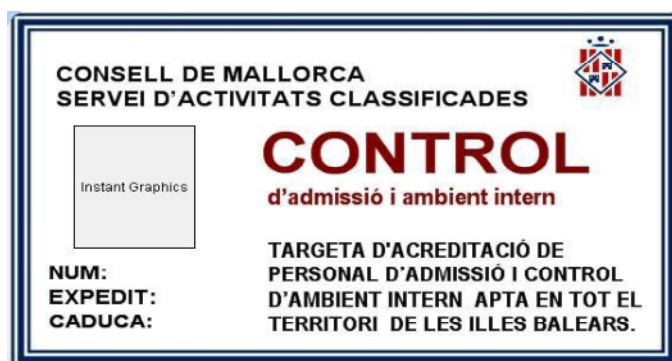 CONSELL DE MALLORCA
SERVEI D'ACTIVITATS CLASSIFICADES
Instant Graphics
CONTROL
d'admissió i ambient intern
NUM:
EXPEDIT:
CADUCA:
TARGETA D'ACREDITACIÓ DE
PERSONAL D'ADMISSIÓ I CONTROL
D'AMBIENT INTERN APTA EN TOT EL
TERRITORI DE LES ILLES BALEARS.